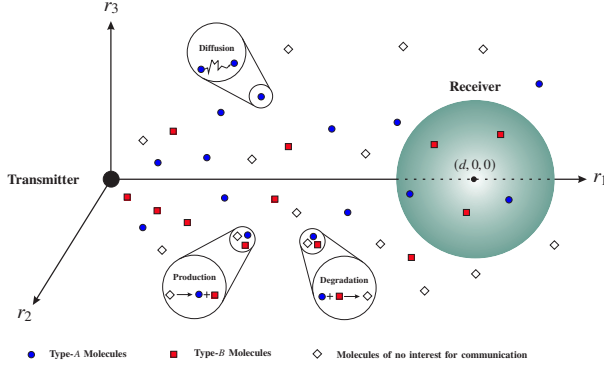 r3
Diffusion
Receiver
(d, 0, 0)
Transmitter
r1
Production
+
Degradation
+
r2
Type-A Molecules
Type-B Molecules
Molecules of no interest for communication